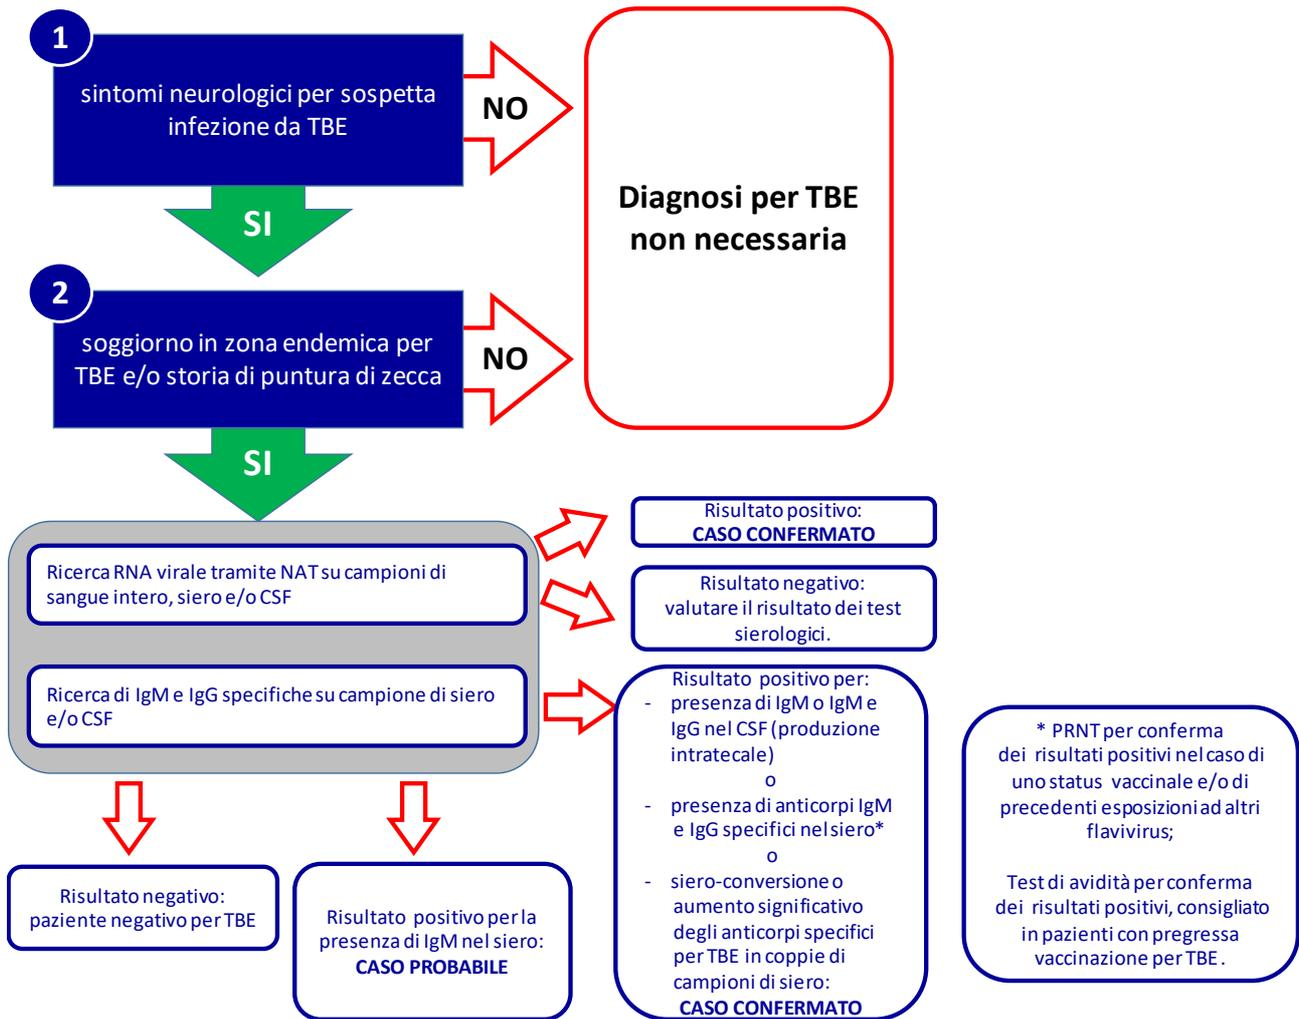 1
sintomi neurologici per sospetta
infezione da TBE
NO
SI
Diagnosi per TBE
non necessaria
2
soggiorno in zona endemica per
TBE e/o storia di puntura di zecca
NO
SI
Ricerca RNA virale tramite NAT su campioni di
sangue intero, siero e/o CSF
Risultato positivo:
CASO CONFERMATO
Risultato negativo:
valutare il risultato dei test
sierologici.
Ricerca di IgM e IgG specifiche su campione di siero
e/o CSF
Risultato positivo per:
- presenza di IgM o IgM e
IgG nel CSF (produzione
intratecale)
o
- presenza di anticorpi IgM
e IgG specifici nel siero*
o
- siero-conversione o
aumento significativo
degli anticorpi specifici
per TBE in coppie di
campioni di siero:
CASO CONFERMATO
* PRNT per conferma
dei risultati positivi nel caso di
uno status vaccinale e/o di
precedenti esposizioni ad altri
flavivirus;
Test di avidità per conferma
dei risultati positivi, consigliato
in pazienti con pregressa
vaccinazione per TBE.
Risultato negativo:
paziente negativo per TBE
Risultato positivo per la
presenza di IgM nel siero:
CASO PROBABILE